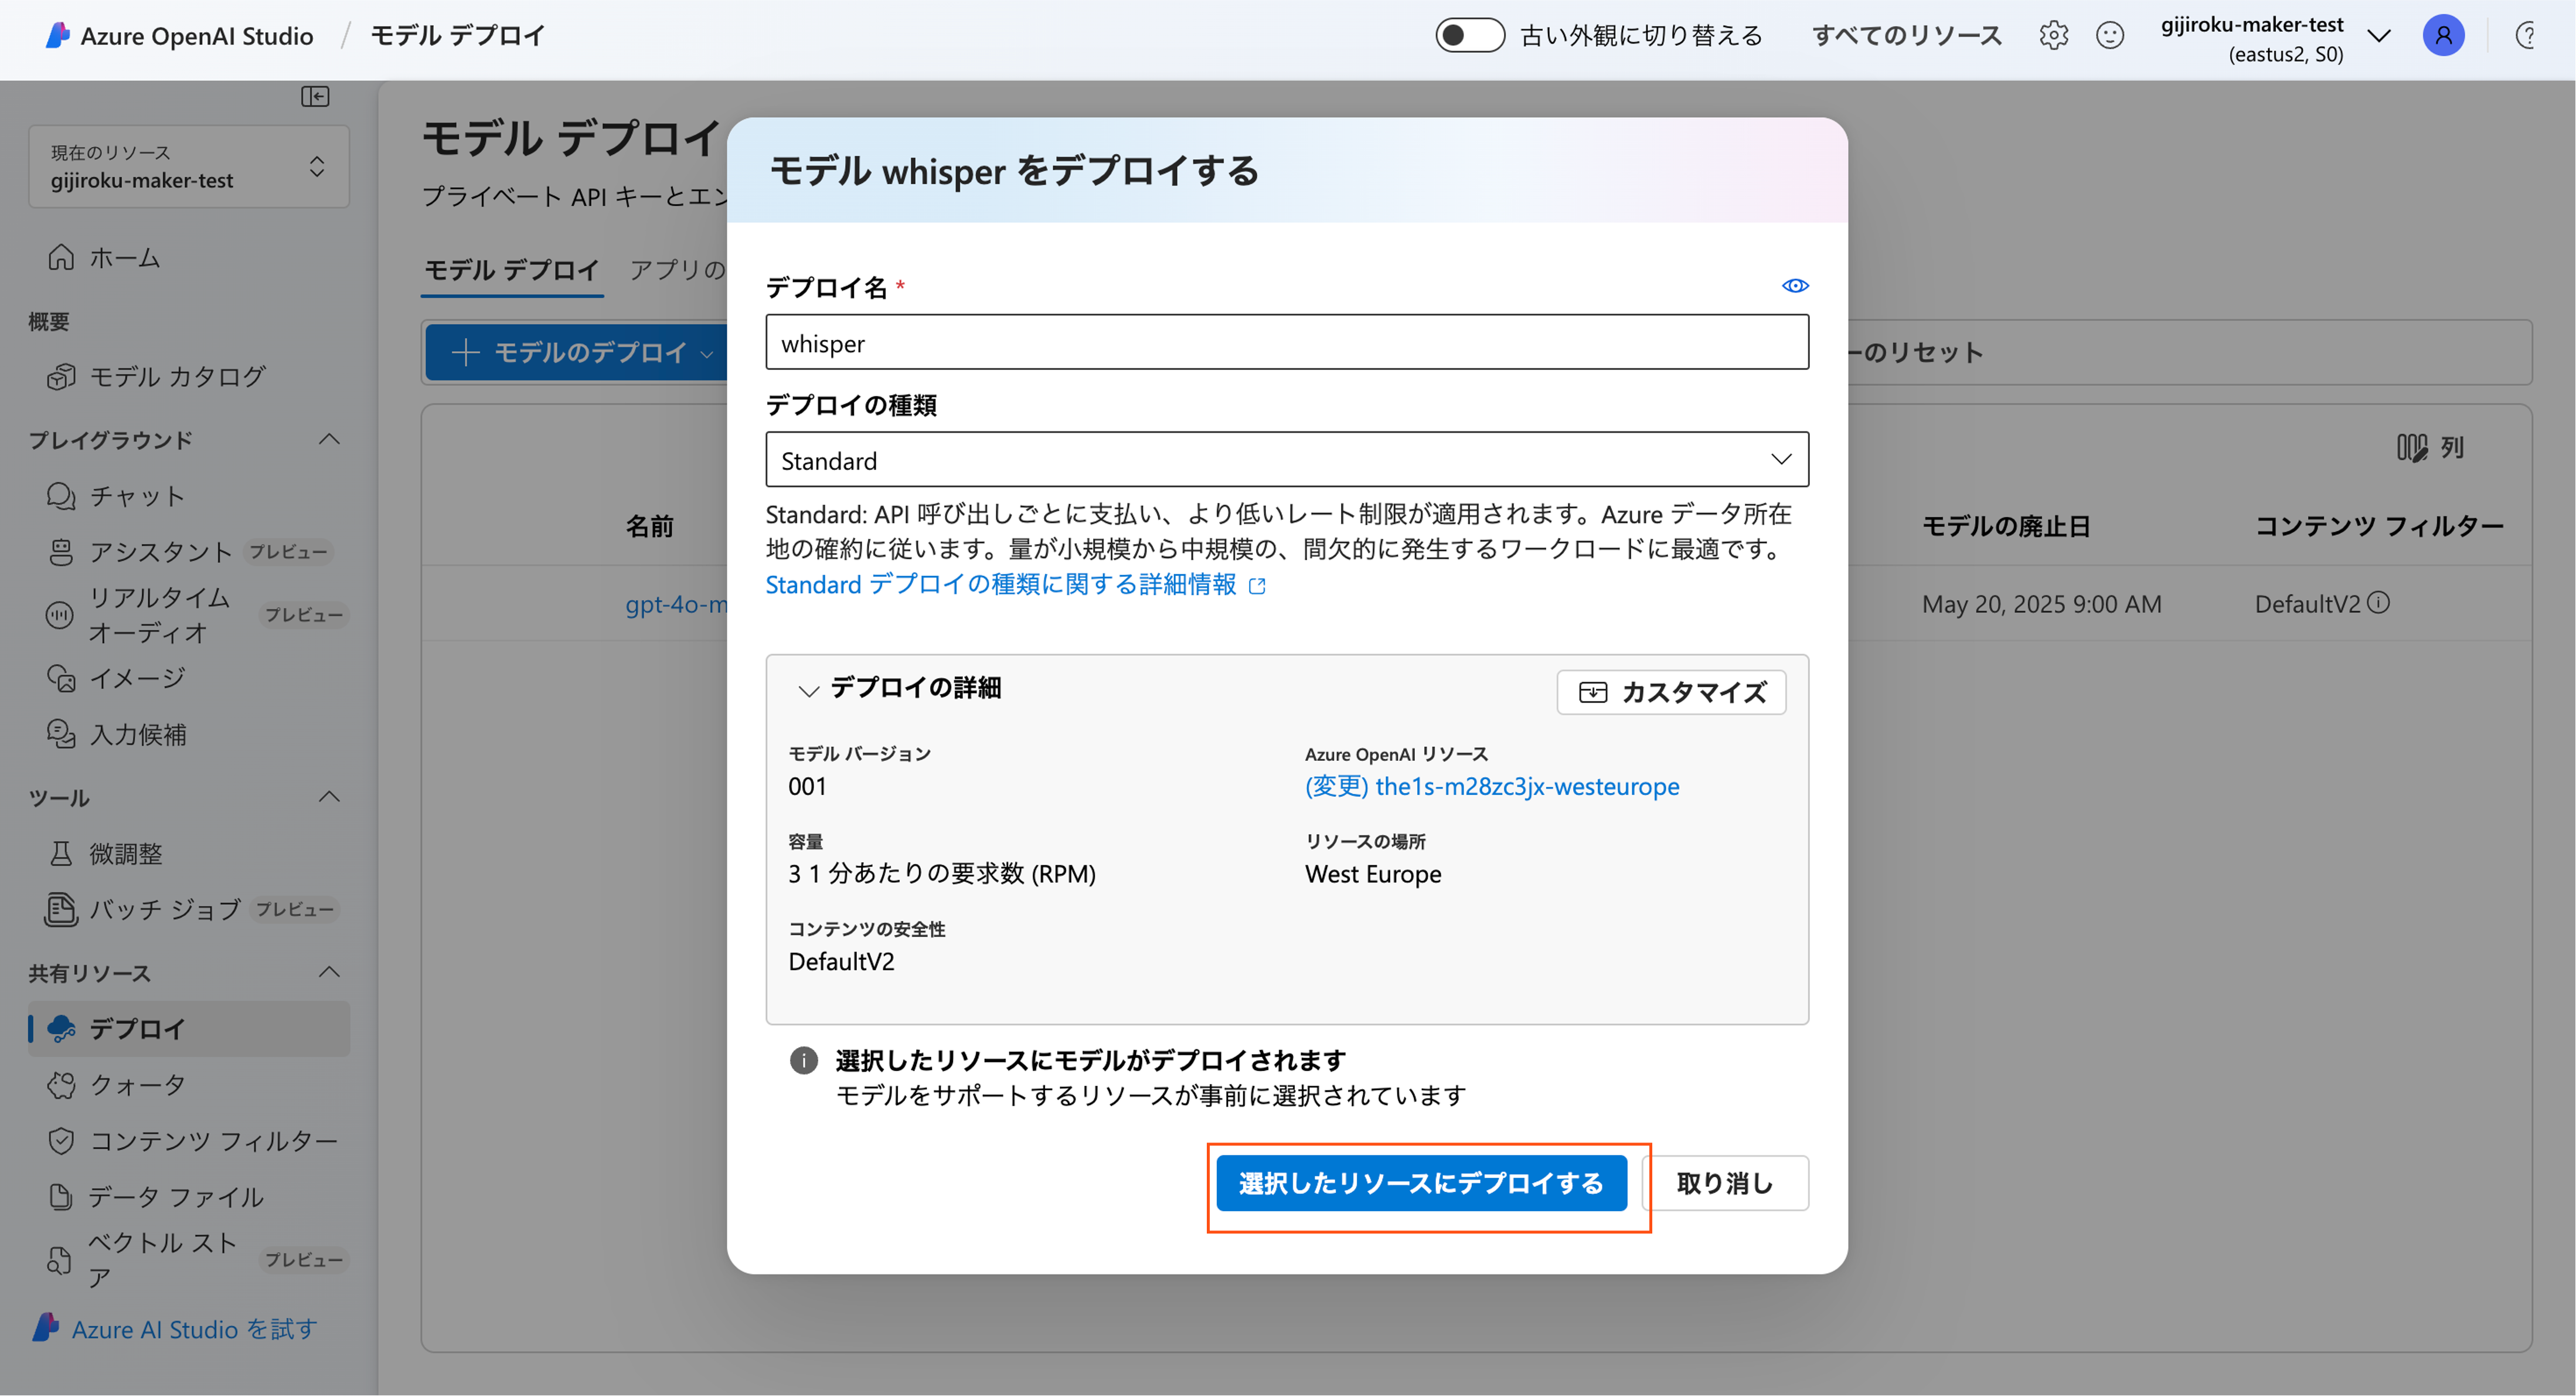 Azure OpenAI Studio / モデル デプロイ
古い外観に切り替える
すべてのリソース
gijiroku-maker-test
(eastus2, S0)
現在のリソース
gijiroku-maker-test
ホーム
概要
モデル カタログ
プレイグラウンド
チャット
アシスタント プレビュー
リアルタイム
オーディオ
プレビュー
イメージ
入力候補
ツール
微調整
バッチ ジョブ プレビュー
共有リソース
デプロイ
クォータ
コンテンツ フィルター
データ ファイル
ベクトル スト
ア
プレビュー
Azure AI Studio を試す
モデル デプロイ
プライベート API キーとエン
モデル デプロイ
アプリの
モデルのデプロイ
ーのリセット
列
名前
モデルの廃止日
コンテンツ フィルター
gpt-4o-m
May 20, 2025 9:00 AM
DefaultV2
モデル whisper をデプロイする
デプロイ名 *
whisper
デプロイの種類
Standard
Standard: API 呼び出しごとに支払い、より低いレート制限が適用されます。Azure データ所在
地の確約に従います。量が小規模から中規模の、間欠的に発生するワークロードに最適です。
Standard デプロイの種類に関する詳細情報
デプロイの詳細
カスタマイズ
モデル バージョン
001
Azure OpenAI リソース
(変更) the1s-m28zc3jx-westeurope
容量
3 1 分あたりの要求数 (RPM)
リソースの場所
West Europe
コンテンツの安全性
DefaultV2
選択したリソースにモデルがデプロイされます
モデルをサポートするリソースが事前に選択されています
選択したリソースにデプロイする
取り消し